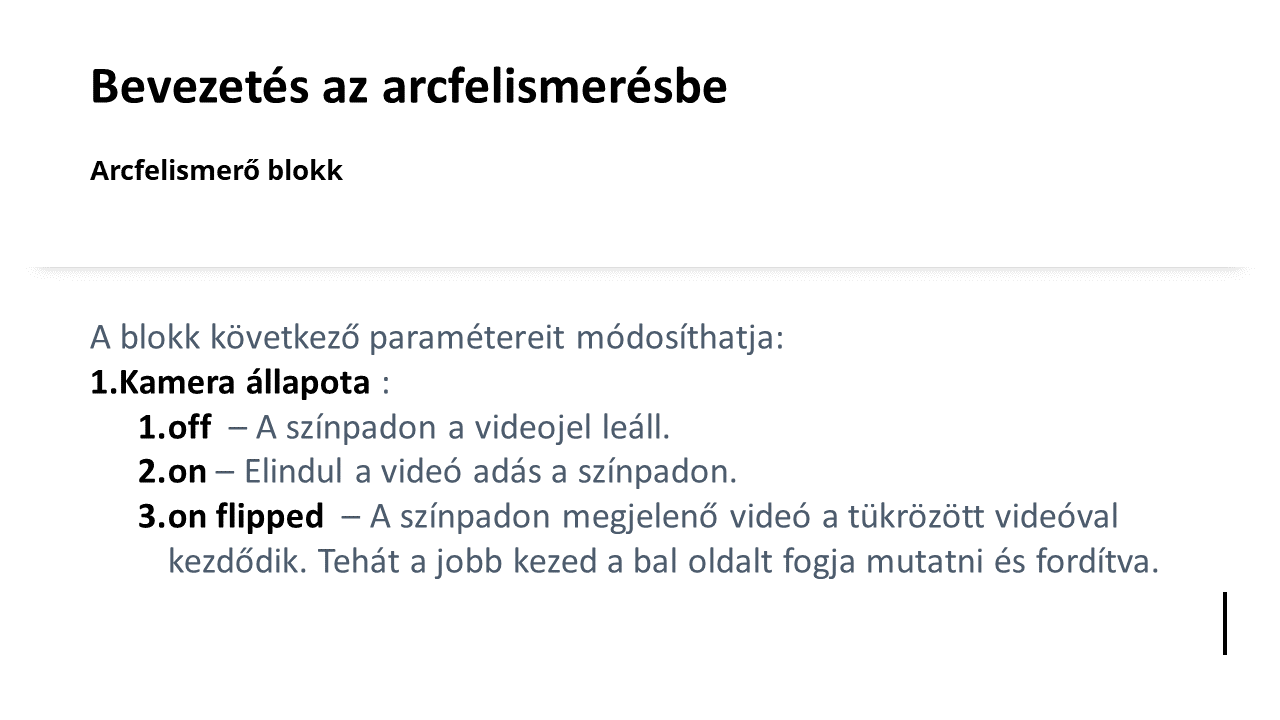 Bevezetés az arcfelismerésbe
Arcfelismerő blokk
A blokk következő paramétereit módosíthatja:
1.Kamera állapota :
1.off – A színpadon a videojel leáll.
2.on – Elindul a videó adás a színpadon.
3.on flipped – A színpadon megjelenő videó a tükrözött videóval
kezdődik. Tehát a jobb kezed a bal oldalt fogja mutatni és fordítva.